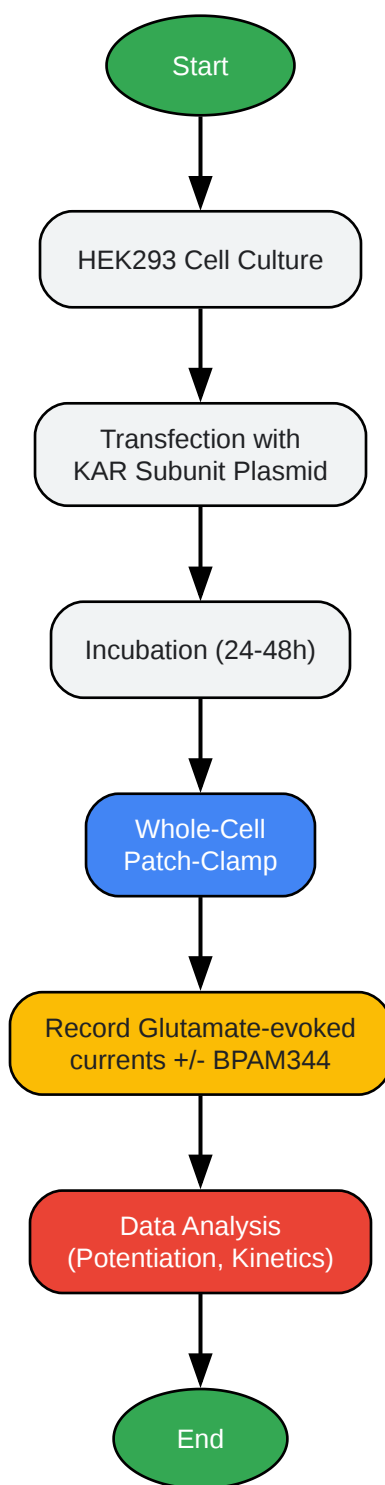 Start
HEK293 Cell Culture
Transfection with
KAR Subunit Plasmid
Incubation (24-48h)
Whole-Cell
Patch-Clamp
Record Glutamate-evoked
currents +/- BPAM344
Data Analysis
(Potentiation, Kinetics)
End